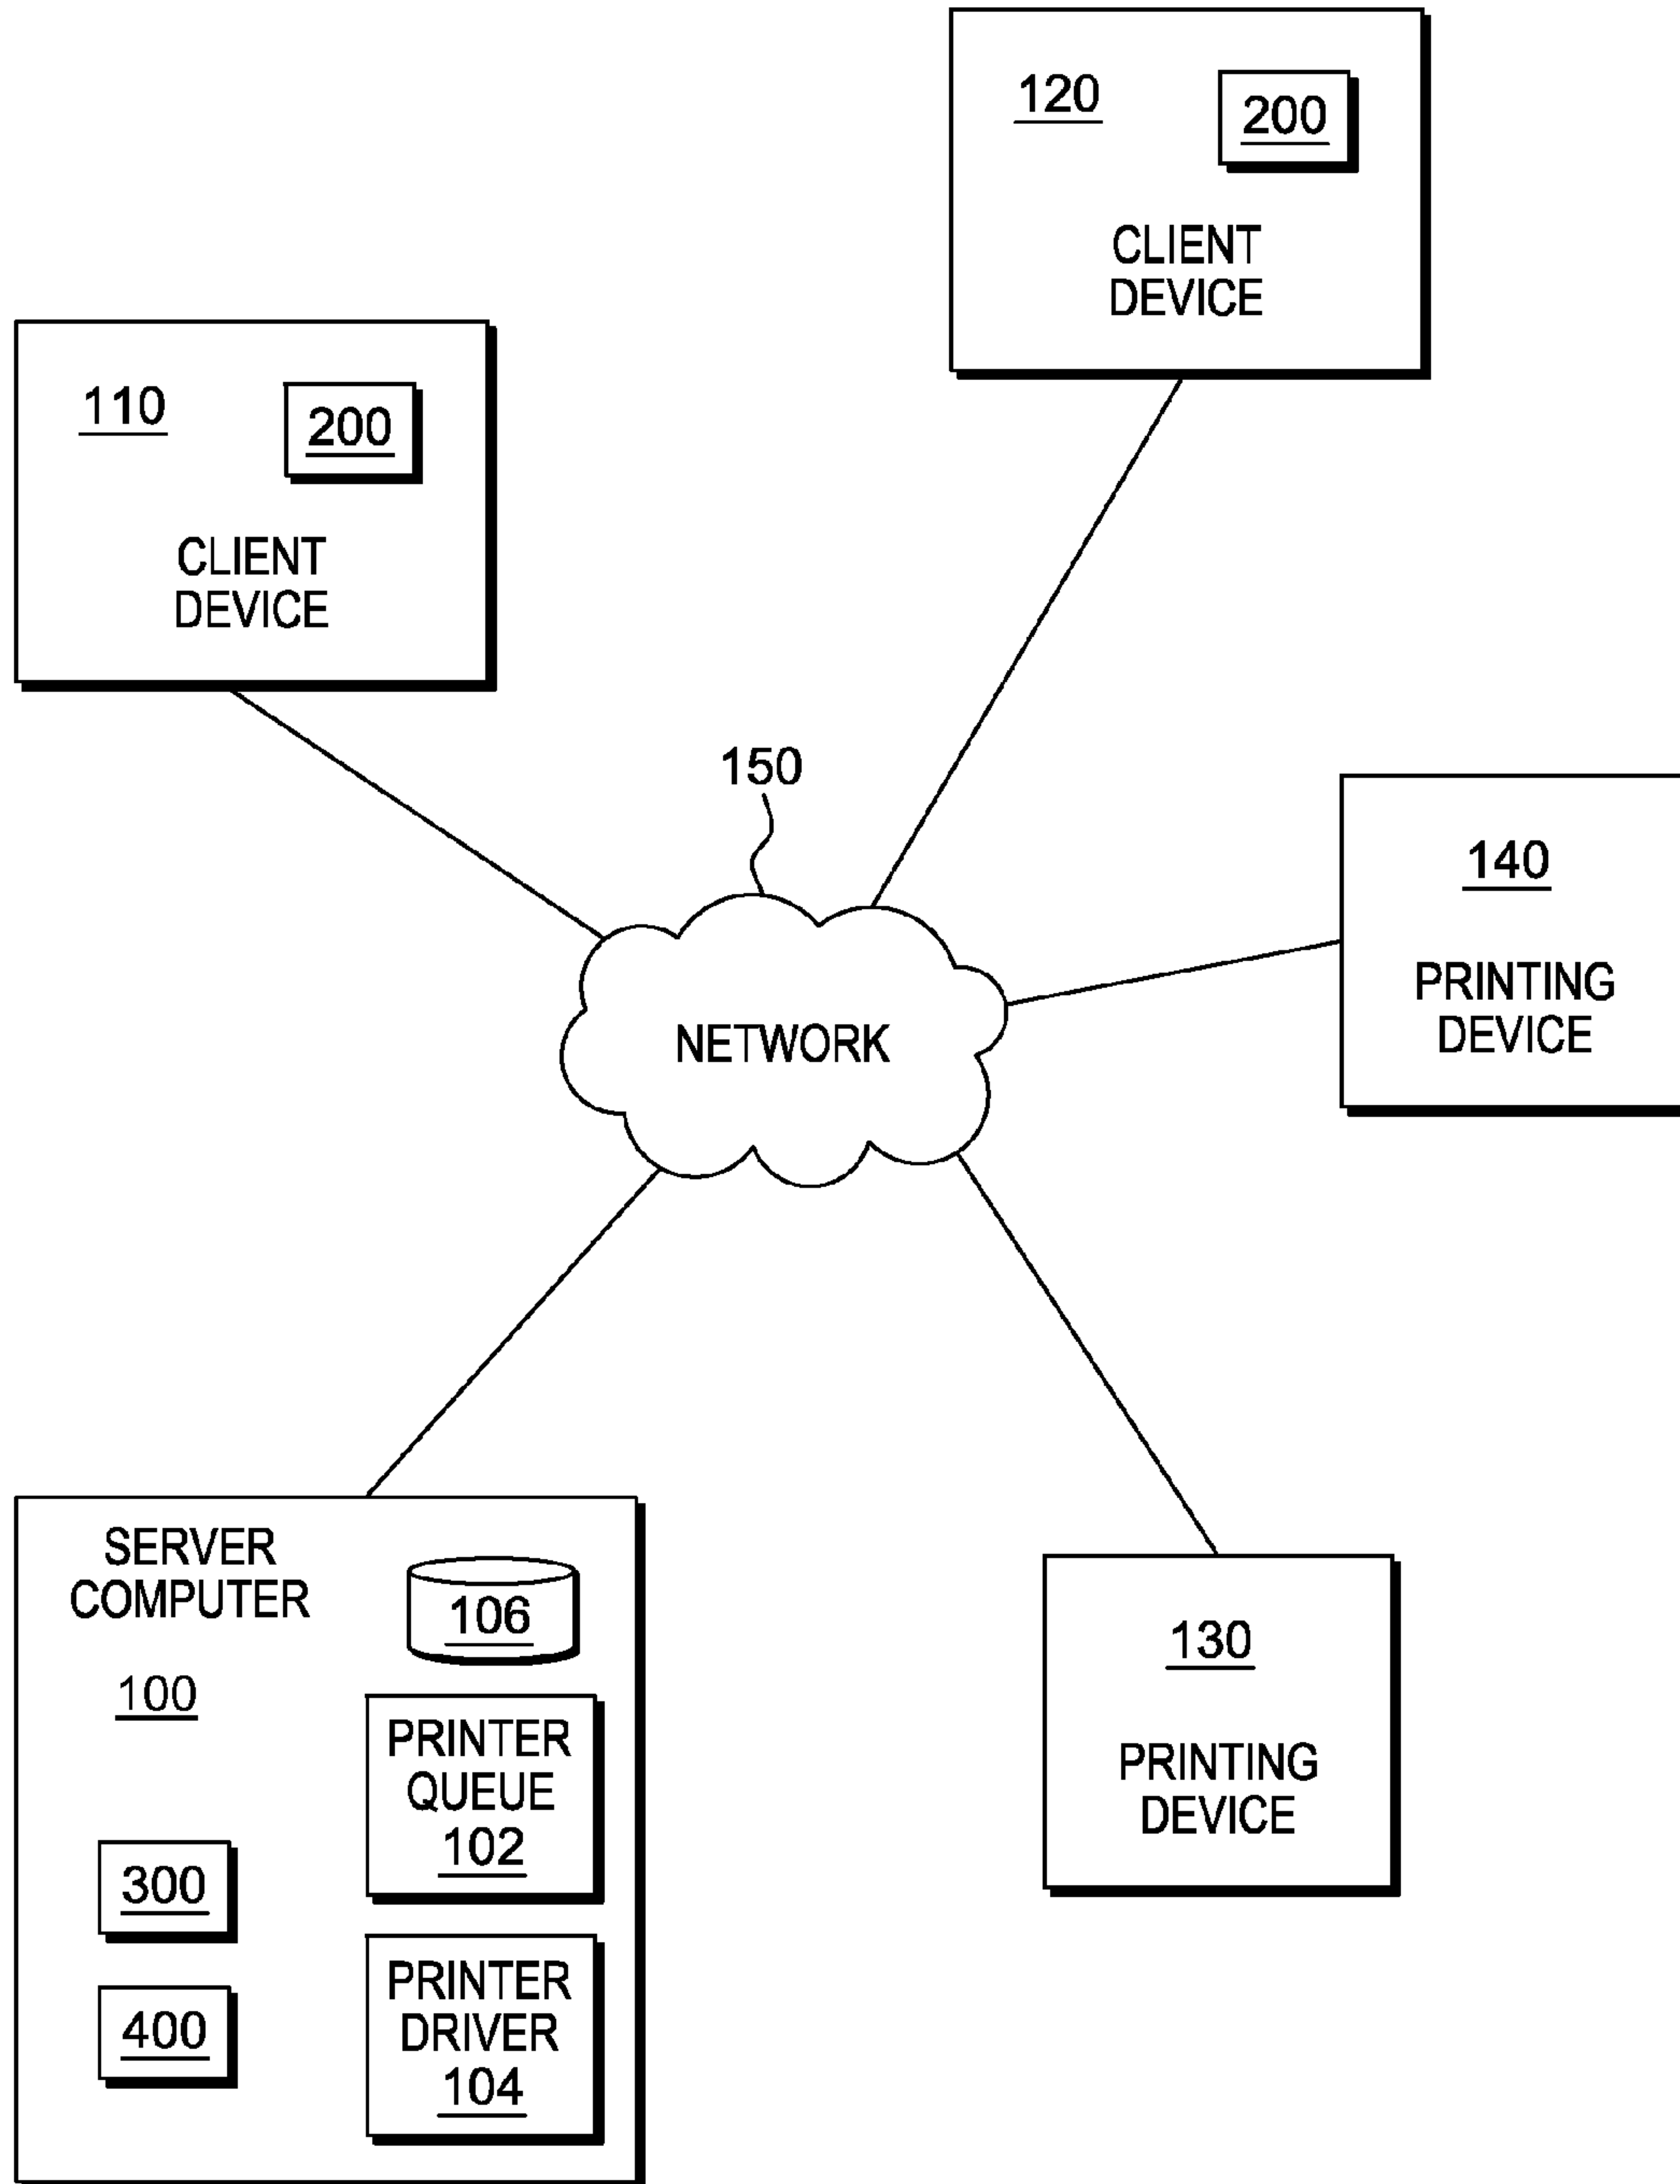 120
200
CLIENT
DEVICE
110
200
CLIENT
DEVICE
150
140
PRINTING
DEVICE
NETWORK
SERVER
COMPUTER
100
106
PRINTER
QUEUE
102
300
400
PRINTER
DRIVER
104
130
PRINTING
DEVICE